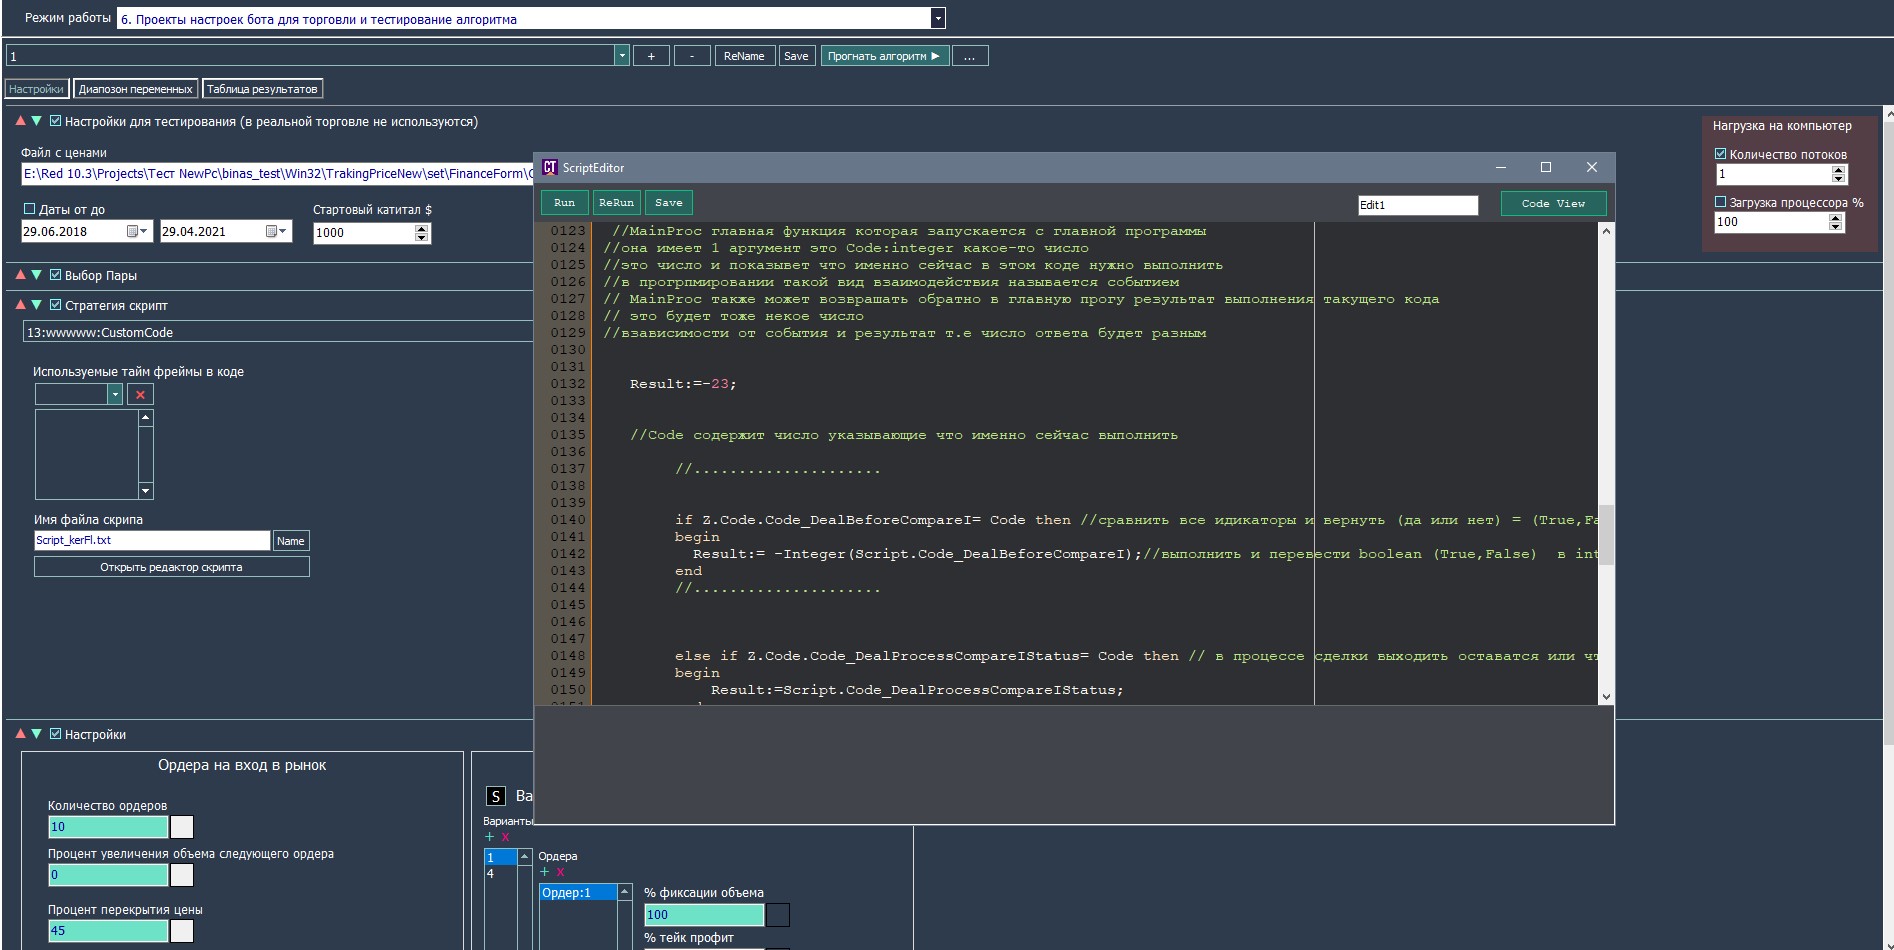 Режим работы
6. Проекты настроек бота для торговли и тестирование алгоритма
1
+
-
ReName
Save
Прогнать алгоритм ►
...
Настройки
Диапозон переменных
Таблица результатов
Настройки для тестирования (в реальной торговле не используются)
Файл с ценами
E:\Red 10.3\Projects\Тест NewPc\binas_test\Win32\TrakingPriceNew\set\FinanceForm\
Даты от до
29.06.2018
29.04.2021
Стартовый катитал $
1000
Нагрузка на компьютер
Количество потоков
1
Загрузка процессора %
100
Выбор Пары
Стратегия скрипт
13:wwwww:CustomCode
Используемые тайм фреймы в коде
Имя файла скрипа
Script_kerFl.txt
Name
Открыть редактор скрипта
CT ScriptEditor
Run
ReRun
Save
Edit1
Code View
0123 //MainProc главная функция которая запускается с главной программы
0124 //она имеет 1 аргумент это Code:integer какое-то число
0125 //это число и показывет что именно сейчас в этом коде нужно выполнить
0126 //в прогрпмировании такой вид взаимодействия называется событием
0127 // MainProc также может возврашать обратно в главную прогу результат выполнения такущего кода
0128 // это будет тоже некое число
0129 //взависимости от события и результат т.е число ответа будет разным
0130
0131
0132 Result:=-23;
0133
0134
0135 //Code содержит число указывающие что именно сейчас выполнить
0136
0137 //.....................
0138
0139
0140 if Z.Code.Code_DealBeforeCompareI= Code then //сравнить все идикаторы и вернуть (да или нет) = (True,Fa
0141 begin
0142 Result:= -Integer(Script.Code_DealBeforeCompareI);//выполнить и перевести boolean (True,False) в int
0143 end
0144 //.....................
0145
0146
0147
0148 else if Z.Code.Code_DealProcessCompareIStatus= Code then // в процессе сделки выходить оставатся или чт
0149 begin
0150 Result:=Script.Code_DealProcessCompareIStatus;
Настройки
Ордера на вход в рынок
Количество ордеров
10
Процент увеличения объема следующего ордера
0
Процент перекрытия цены
45
S Ва
Варианты
+ x
1
4
Ордера
+ x
Ордер:1
% фиксации объема
100
% тейк профит